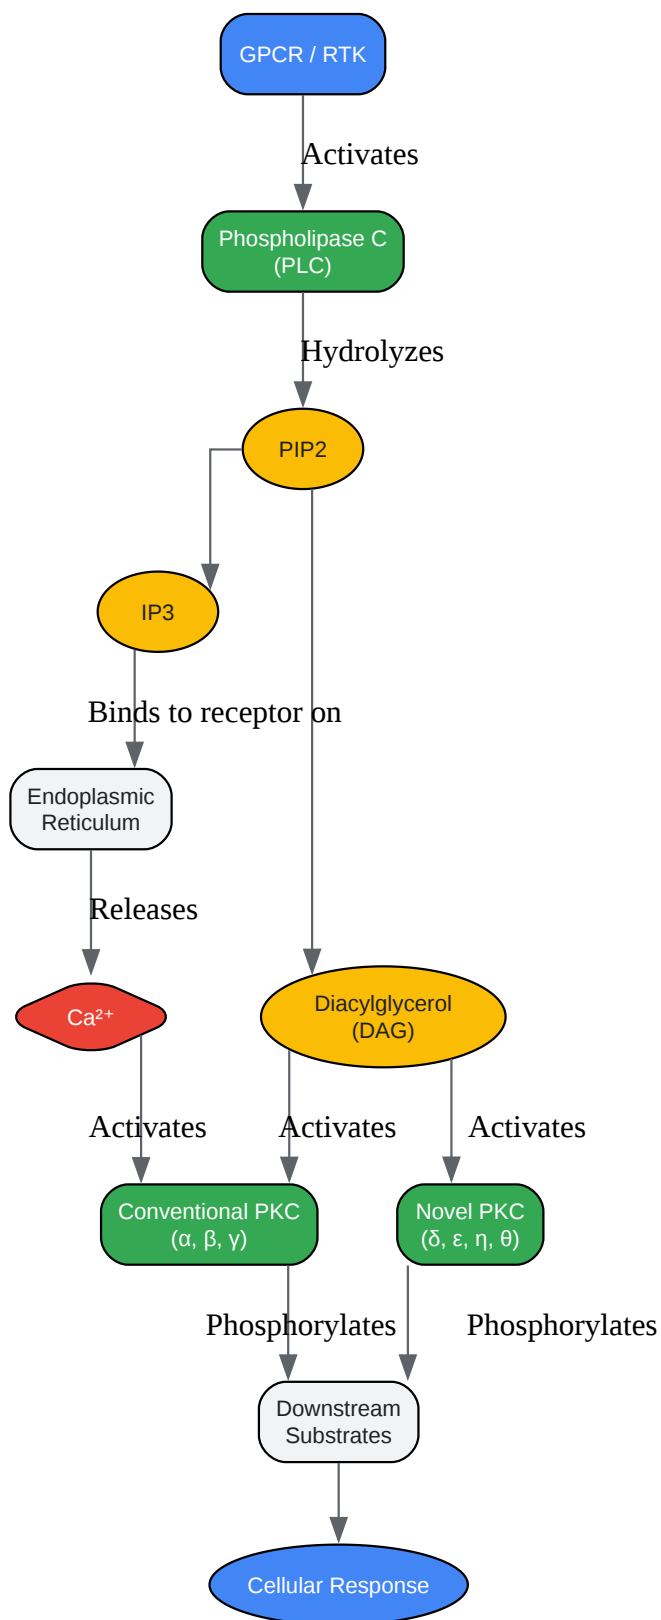 GPCR / RTK
Activates
Phospholipase C
(PLC)
Hydrolyzes
PIP2
IP3
Binds to receptor on
Endoplasmic
Reticulum
Releases
Ca²⁺
Diacylglycerol
(DAG)
Activates
Activates
Activates
Conventional PKC
(α, β, γ)
Novel PKC
(δ, ε, η, θ)
Phosphorylates
Phosphorylates
Downstream
Substrates
Cellular Response